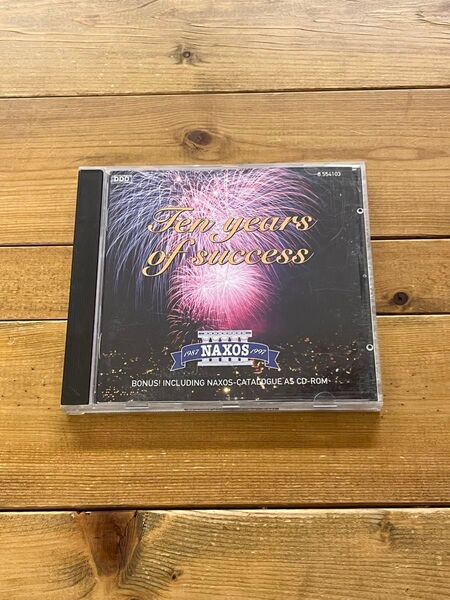 DDD
8.554103
Ten years
of success
1987 NAXOS 1997
BONUS! INCLUDING NAXOS-CATALOGUE AS CD-ROM